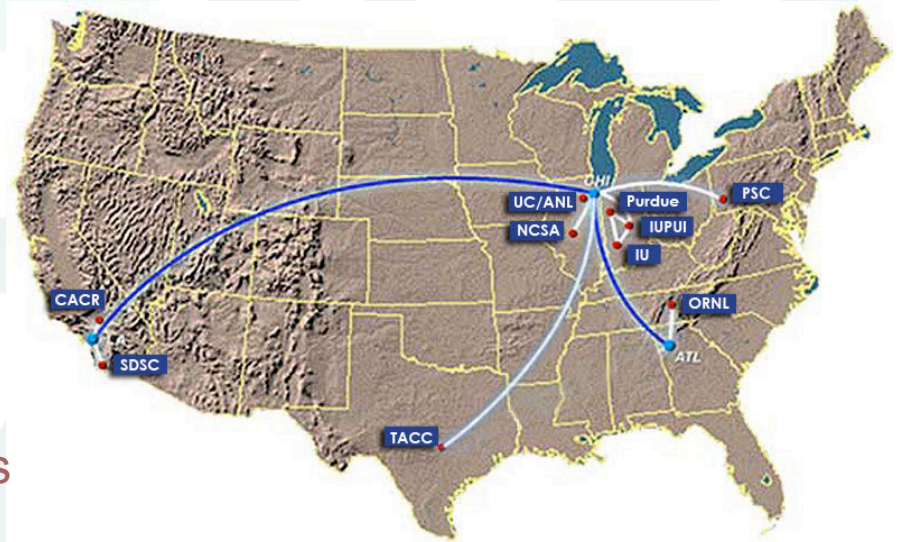 CHI
PSC
UC/ANL
Purdue
NCSA
IUPUI
IU
CACR
ORNL
ATL
SDSC
TACC
s